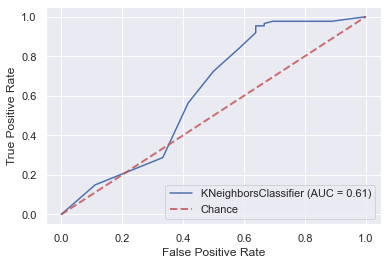 1.0
0.8
0.6
0.4
0.2
0.0
True Positive Rate
KNeighborsClassifier (AUC = 0.61)
Chance
0.0 0.2 0.4 0.6 0.8 1.0
False Positive Rate